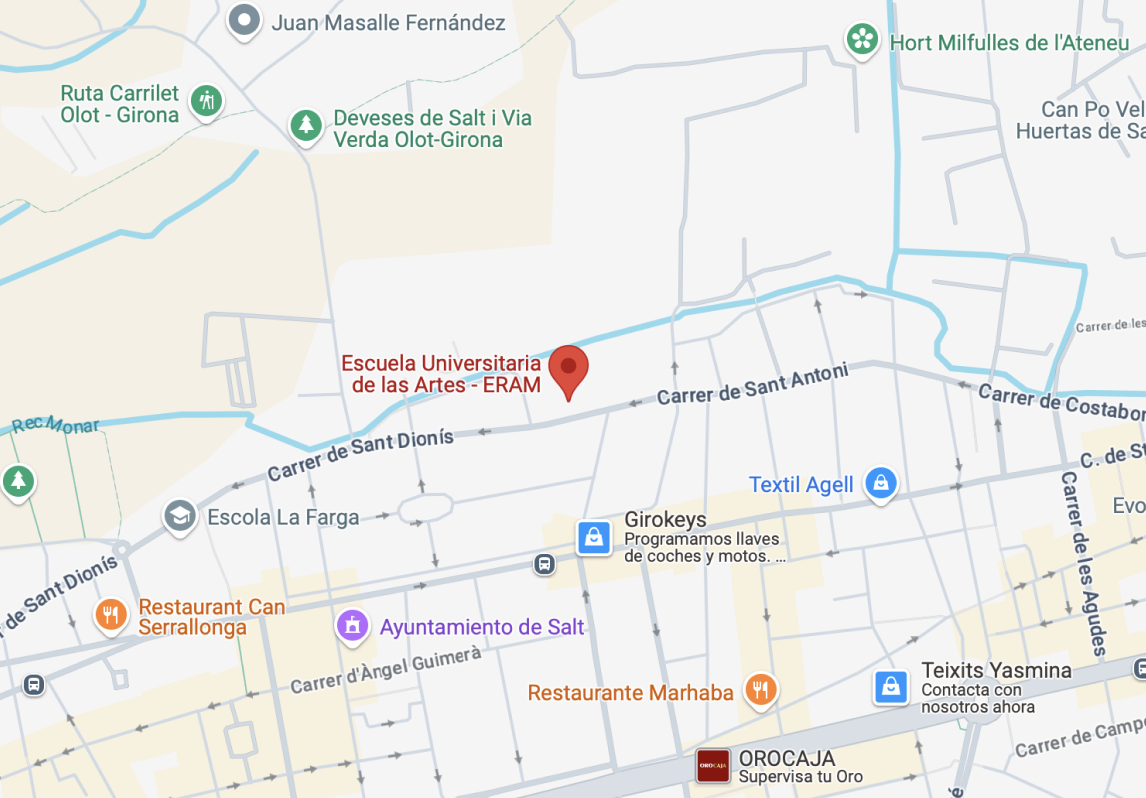 Juan Masalle Fernández
Hort Milfulles de l'Ateneu
Ruta Carrilet
Olot - Girona
Deveses de Salt i Via
Verda Olot-Girona
Can Po Vel
Huertas de Sa
Carrer de les
Escuela Universitaria
de las Artes - ERAM
Carrer de Sant Antoni
Carrer de Costabon
Rec Monar
Carrer de Sant Dionís
C. de St
Textil Agell
Carrer de les Agudes
Evo
Escola La Farga
Girokeys
Programamos llaves
de coches y motos. ...
r de Sant Dionís
Restaurant Can
Serrallonga
Ayuntamiento de Salt
Carrer d'Àngel Guimerà
Teixits Yasmina
Contacta con
nosotros ahora
Restaurante Marhaba
Carrer de Campo
OROCAJA
OROCAJA
Supervisa tu Oro